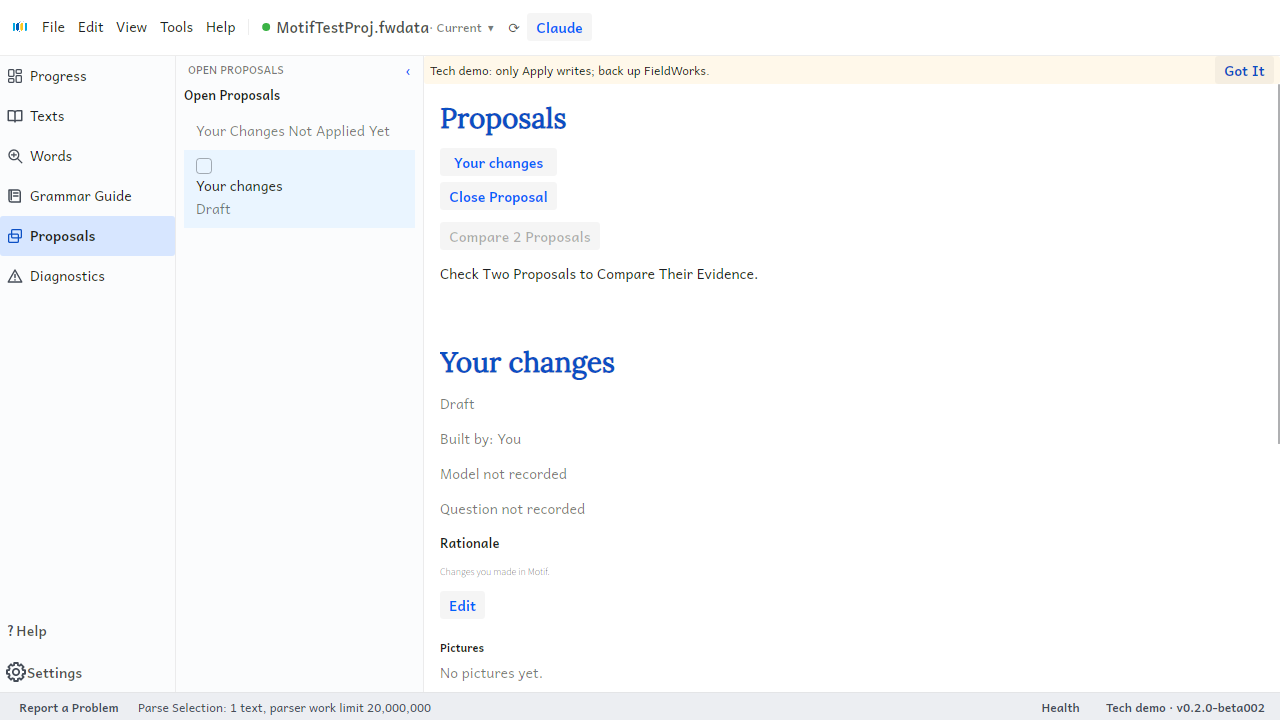 File Edit View Tools Help
MotifTestProj.fwdata · Current ▾ ⟳ Claude
Progress
Texts
Words
Grammar Guide
Proposals
Diagnostics
? Help
Settings
OPEN PROPOSALS ‹
Open Proposals
Your Changes Not Applied Yet
Your changes
Draft
Tech demo: only Apply writes; back up FieldWorks.
Got It
Proposals
Your changes
Close Proposal
Compare 2 Proposals
Check Two Proposals to Compare Their Evidence.
Your changes
Draft
Built by: You
Model not recorded
Question not recorded
Rationale
Changes you made in Motif.
Edit
Pictures
No pictures yet.
Report a Problem
Parse Selection: 1 text, parser work limit 20,000,000
Health
Tech demo · v0.2.0-beta002